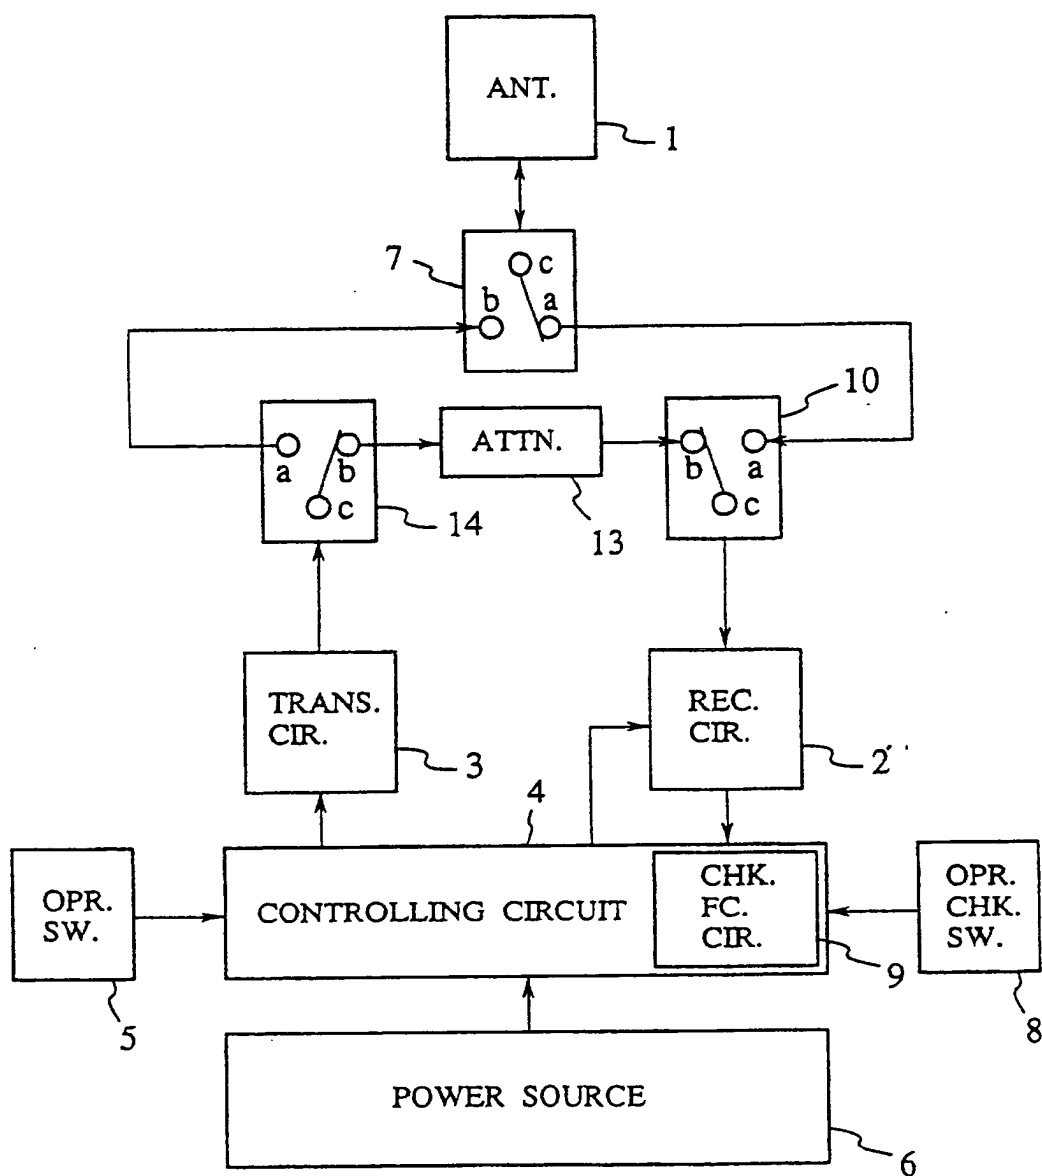 ANT.
1
7
c
b
a
10
a
b
c
14
ATTN.
13
b
a
c
TRANS.
CIR.
3
REC.
CIR.
2
4
OPR.
SW.
5
CONTROLLING CIRCUIT
CHK.
FC.
CIR.
9
OPR.
CHK.
SW.
8
POWER SOURCE
6